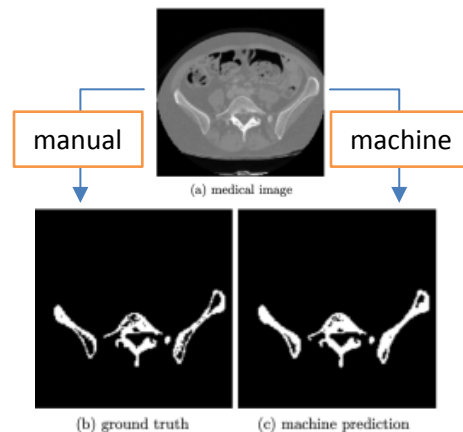 manual
machine
(a) medical image
(b) ground truth
(c) machine prediction